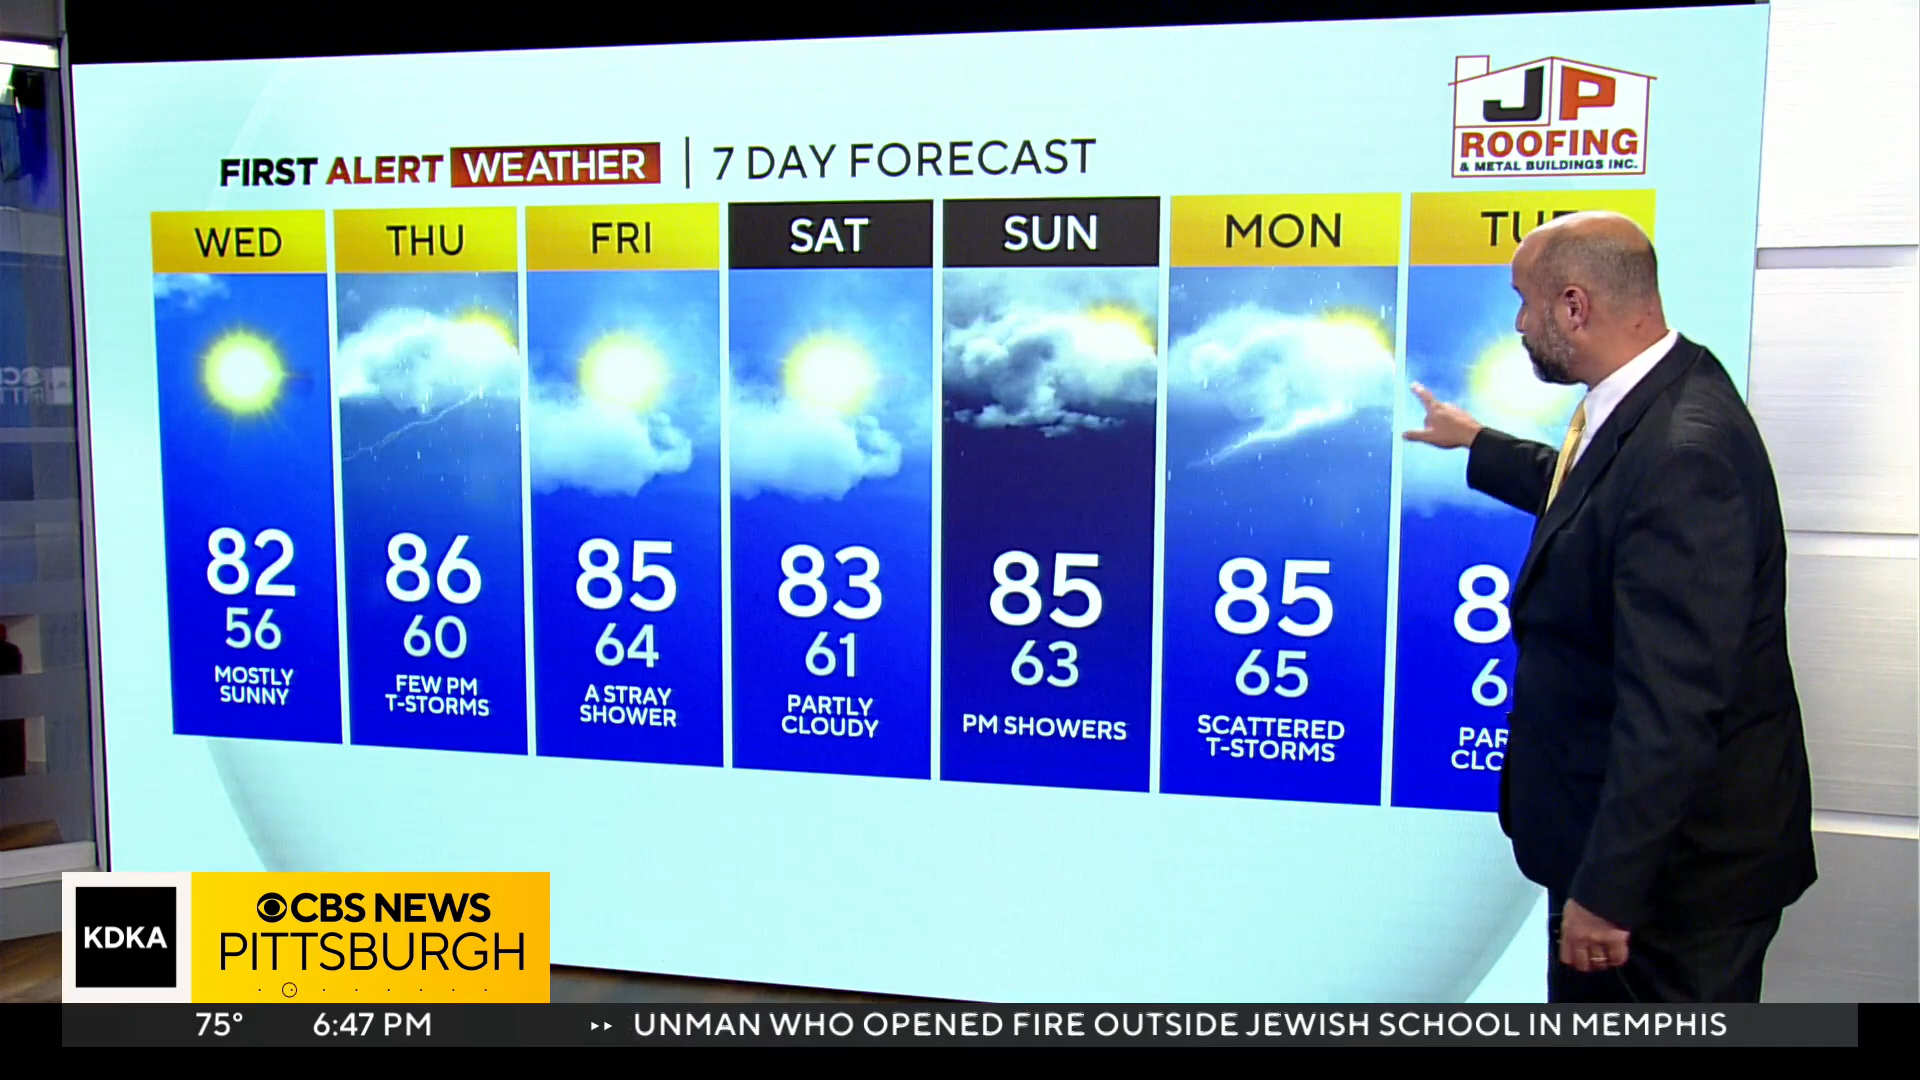 JP
ROOFING
& METAL BUILDINGS INC.
FIRST ALERT WEATHER | 7 DAY FORECAST
WED
82
56
MOSTLY
SUNNY
THU
86
60
FEW PM
T-STORMS
FRI
85
64
A STRAY
SHOWER
SAT
83
61
PARTLY
CLOUDY
SUN
85
63
PM SHOWERS
MON
85
65
SCATTERED
T-STORMS
KDKA
CBS NEWS
PITTSBURGH
75° 6:47 PM UNMAN WHO OPENED FIRE OUTSIDE JEWISH SCHOOL IN MEMPHIS